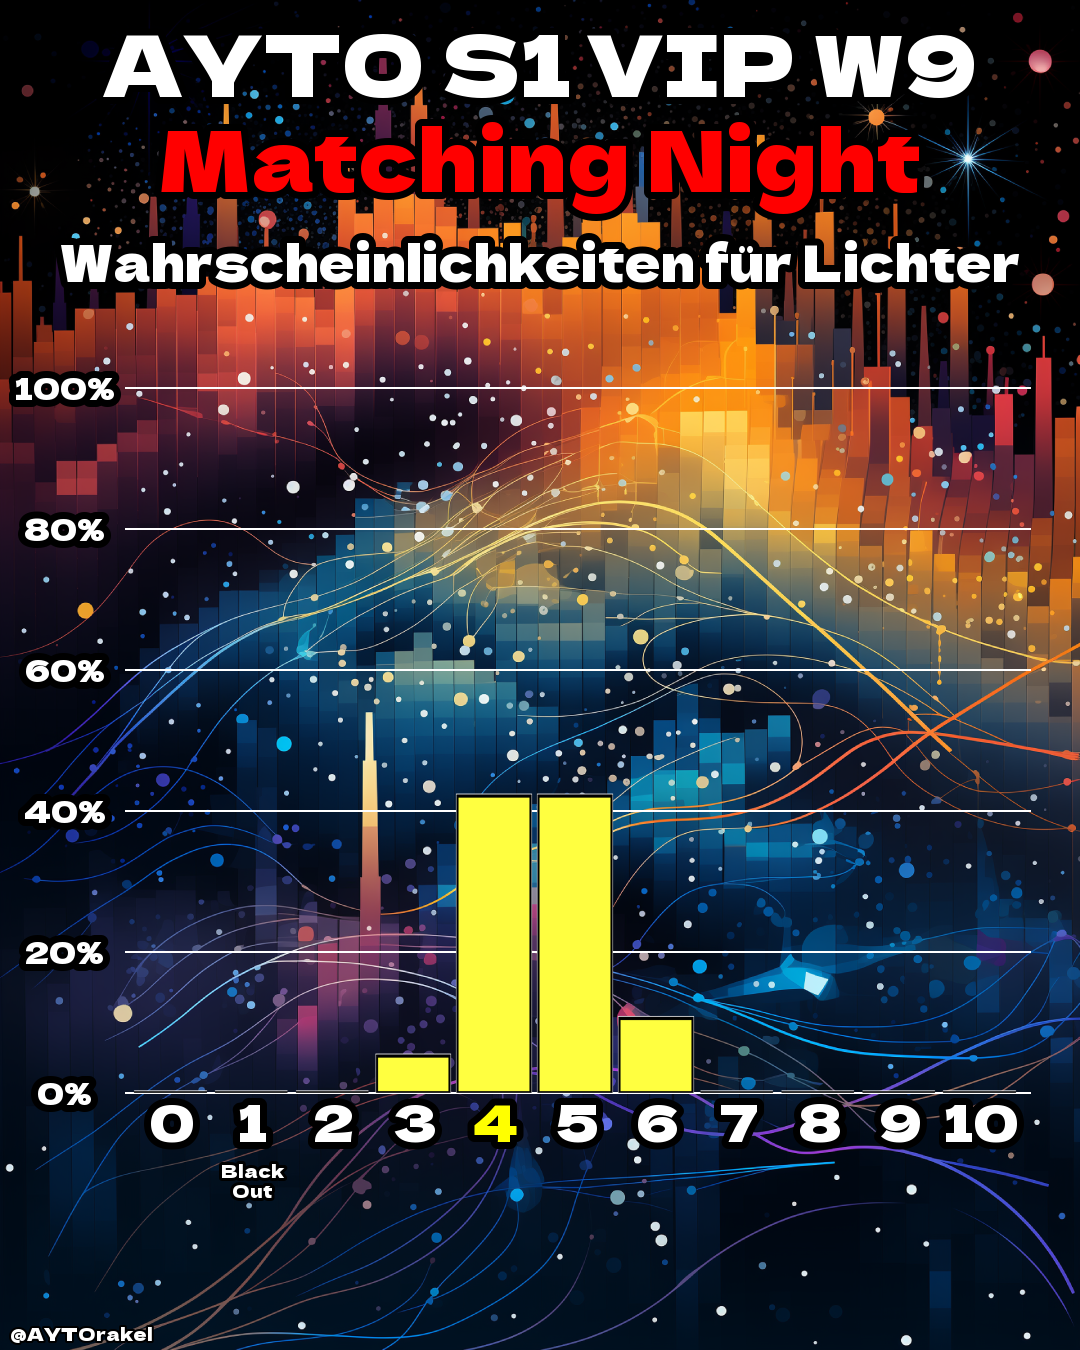 AYTO S1 VIP W9
Matching Night
Wahrscheinlichkeiten für Lichter
100%
80%
60%
40%
20%
0%
0 1 2 3 4 5 6 7 8 9 10
Black
Out
@AYTOrakel